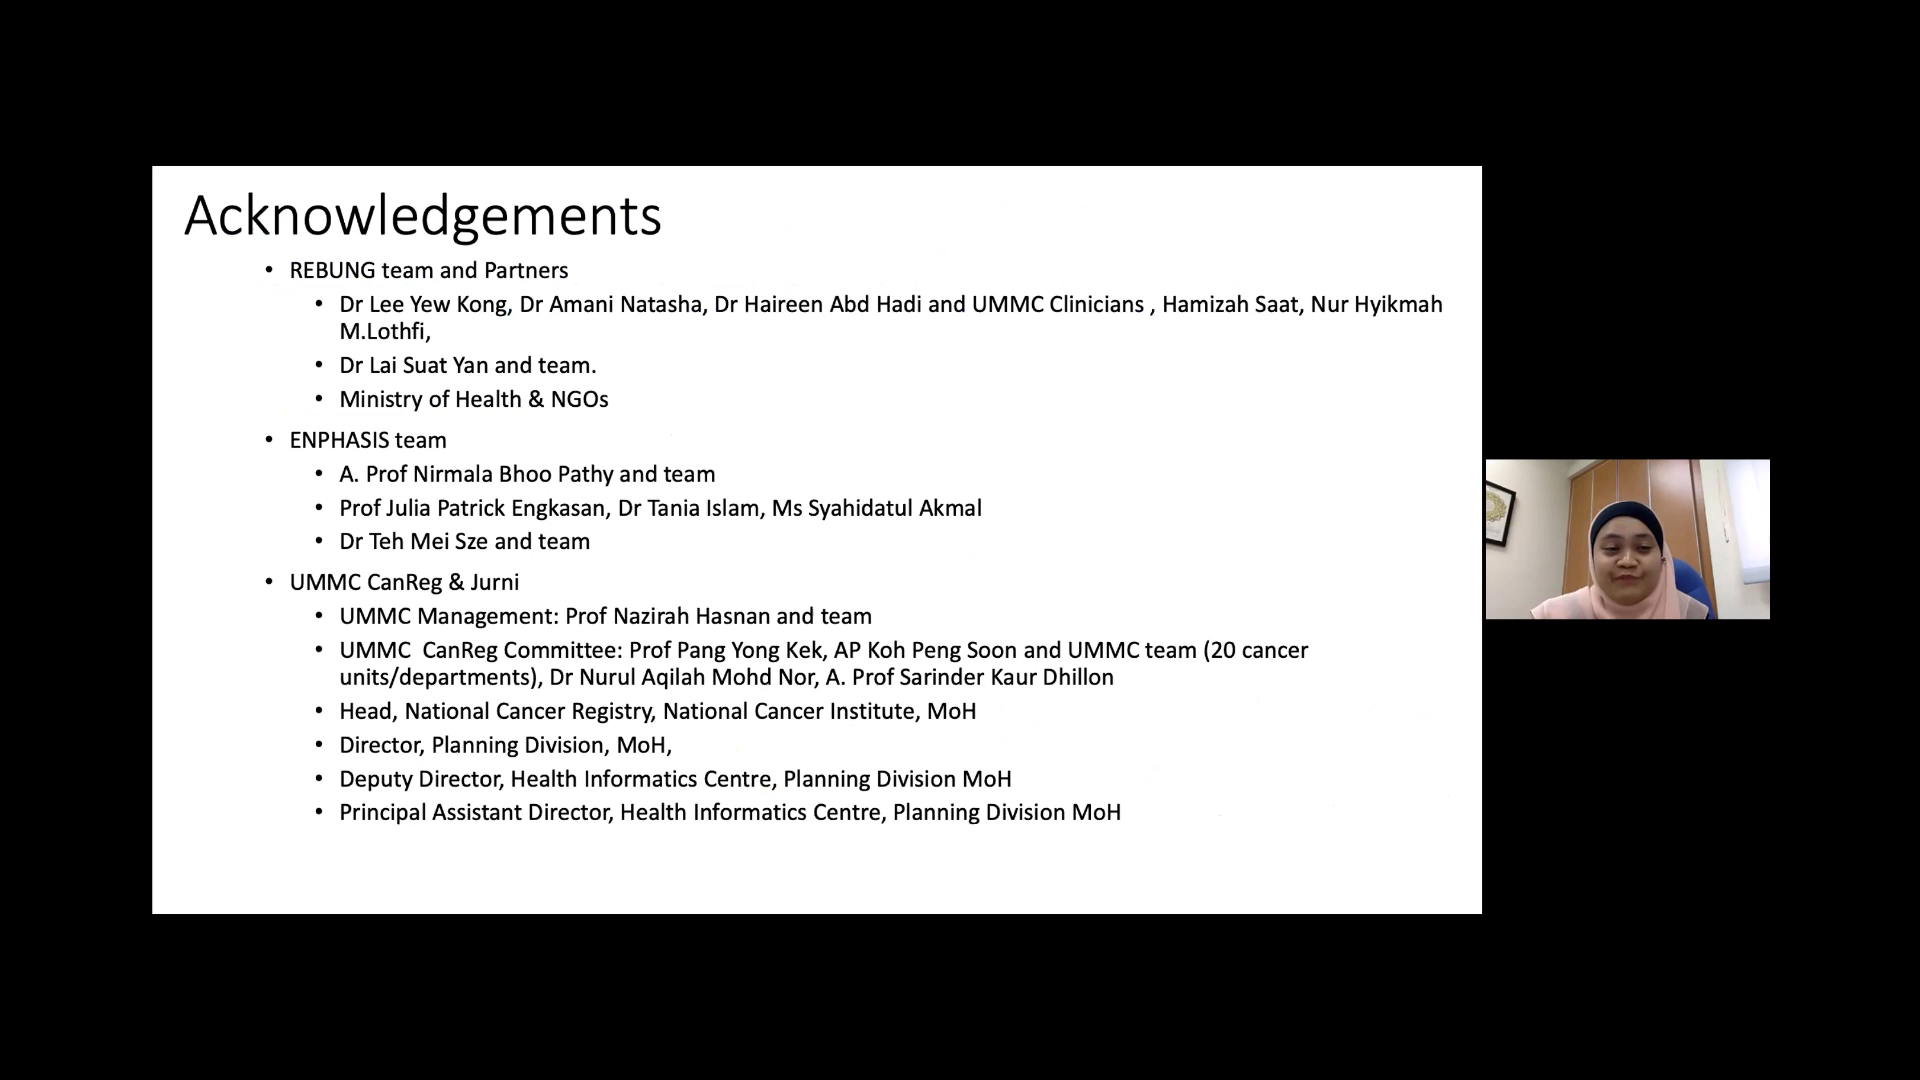 Acknowledgements
• REBUNG team and Partners
• Dr Lee Yew Kong, Dr Amani Natasha, Dr Haireen Abd Hadi and UMMC Clinicians , Hamizah Saat, Nur Hyikmah
M.Lothfi,
• Dr Lai Suat Yan and team.
• Ministry of Health & NGOs
• ENPHASIS team
• A. Prof Nirmala Bhoo Pathy and team
• Prof Julia Patrick Engkasan, Dr Tania Islam, Ms Syahidatul Akmal
• Dr Teh Mei Sze and team
• UMMC CanReg & Jurni
• UMMC Management: Prof Nazirah Hasnan and team
• UMMC  CanReg Committee: Prof Pang Yong Kek, AP Koh Peng Soon and UMMC team (20 cancer
units/departments), Dr Nurul Aqilah Mohd Nor, A. Prof Sarinder Kaur Dhillon
• Head, National Cancer Registry, National Cancer Institute, MoH
• Director, Planning Division, MoH,
• Deputy Director, Health Informatics Centre, Planning Division MoH
• Principal Assistant Director, Health Informatics Centre, Planning Division MoH